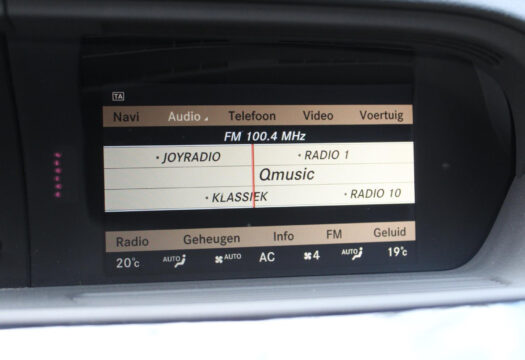 TA
Navi Audio Telefoon Video Voertuig
FM 100.4 MHz
• JOYRADIO • RADIO 1
Qmusic
• KLASSIEK • RADIO 10
Radio Geheugen Info FM Geluid
20°C AUTO AUTO AC 4 AUTO 19°C